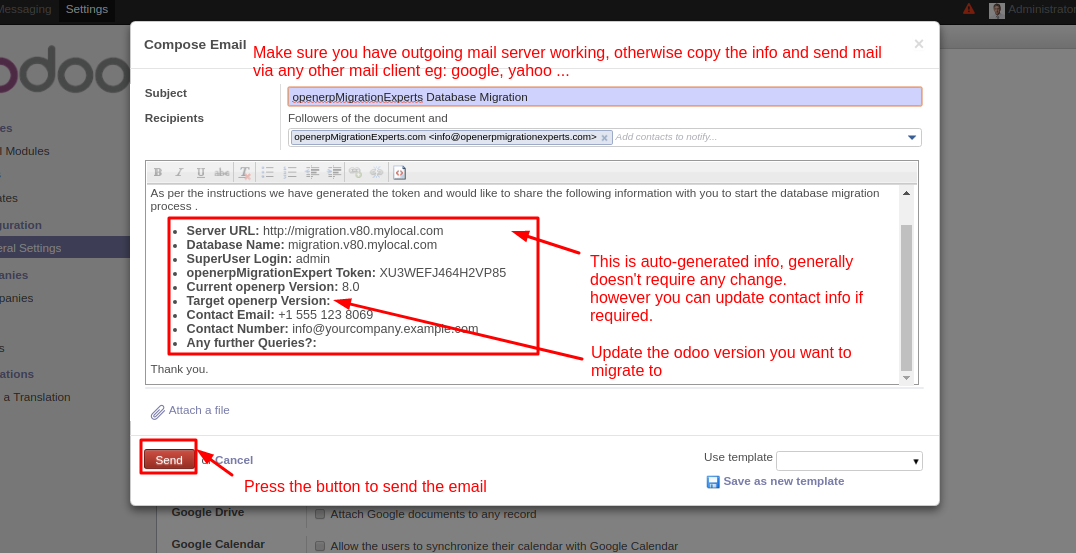 Messaging Settings Administrator
Compose Email ×
Make sure you have outgoing mail server working, otherwise copy the info and send mail
via any other mail client eg: google, yahoo ...
odoo
Subject openerpMigrationExperts Database Migration
Recipients Followers of the document and
openerpMigrationExperts.com <info@openerpmigrationexperts.com> × Add contacts to notify...
B I U abc
As per the instructions we have generated the token and would like to share the following information with you to start the database migration
process .
Server URL: http://migration.v80.mylocal.com
Database Name: migration.v80.mylocal.com
SuperUser Login: admin
openerpMigrationExpert Token: XU3WEFJ464H2VP85
Current openerp Version: 8.0
Target openerp Version:
Contact Email: +1 555 123 8069
Contact Number: info@yourcompany.example.com
Any further Queries?:
Thank you.
This is auto-generated info, generally
doesn't require any change.
however you can update contact info if
required.
Update the odoo version you want to
migrate to
Modules
Settings
a Translation
Attach a file
Send or Cancel
Press the button to send the email
Use template
Save as new template
Google Drive Attach Google documents to any record
Google Calendar Allow the users to synchronize their calendar with Google Calendar